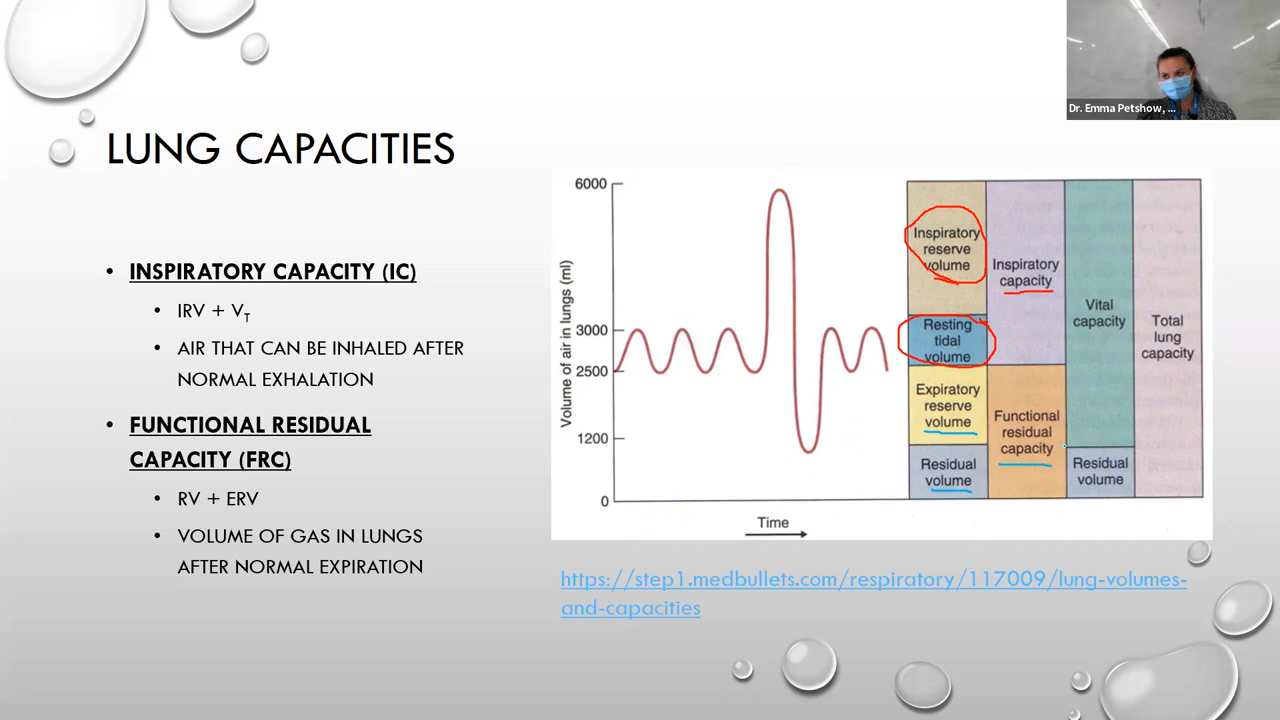 Dr. Emma Petshow, ...
LUNG CAPACITIES
• INSPIRATORY CAPACITY (IC)
• IRV + VT
• AIR THAT CAN BE INHALED AFTER
NORMAL EXHALATION
• FUNCTIONAL RESIDUAL
CAPACITY (FRC)
• RV + ERV
• VOLUME OF GAS IN LUNGS
AFTER NORMAL EXPIRATION
Volume of air in lungs (ml)
6000
3000
2500
1200
0
Time
Inspiratory
reserve
volume
Resting
tidal
volume
Expiratory
reserve
volume
Residual
volume
Inspiratory
capacity
Functional
residual
capacity
Vital
capacity
Residual
volume
Total
lung
capacity
https://step1.medbullets.com/respiratory/117009/lung-volumes-
and-capacities